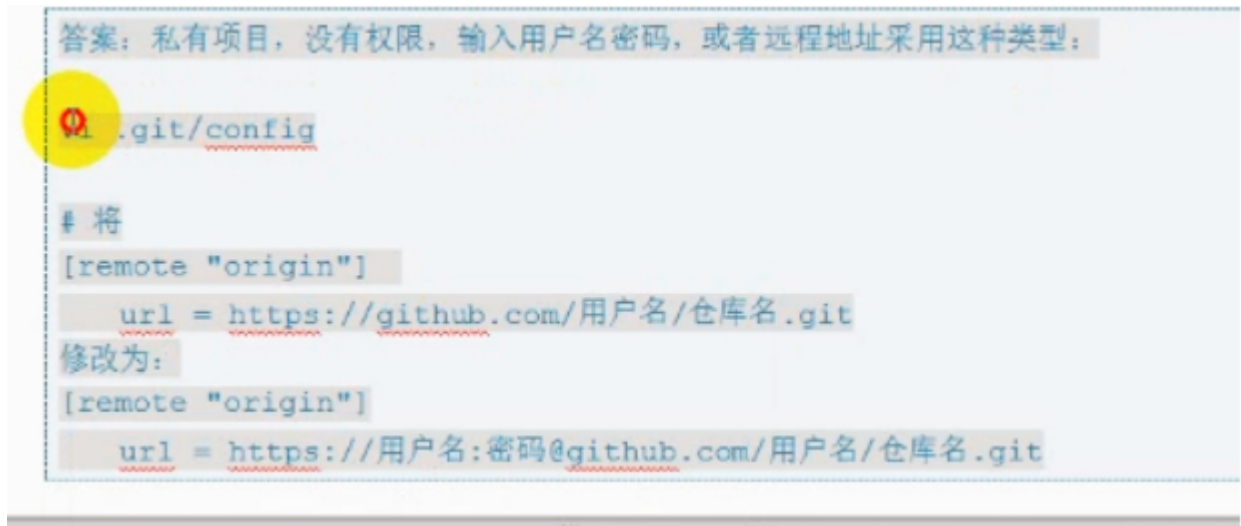 答案：私有项目，没有权限，输入用户名密码，或者远程地址采用这种类型：
vi .git/config
# 将
[remote "origin"]
url = https://github.com/用户名/仓库名.git
修改为：
[remote "origin"]
url = https://用户名:密码@github.com/用户名/仓库名.git